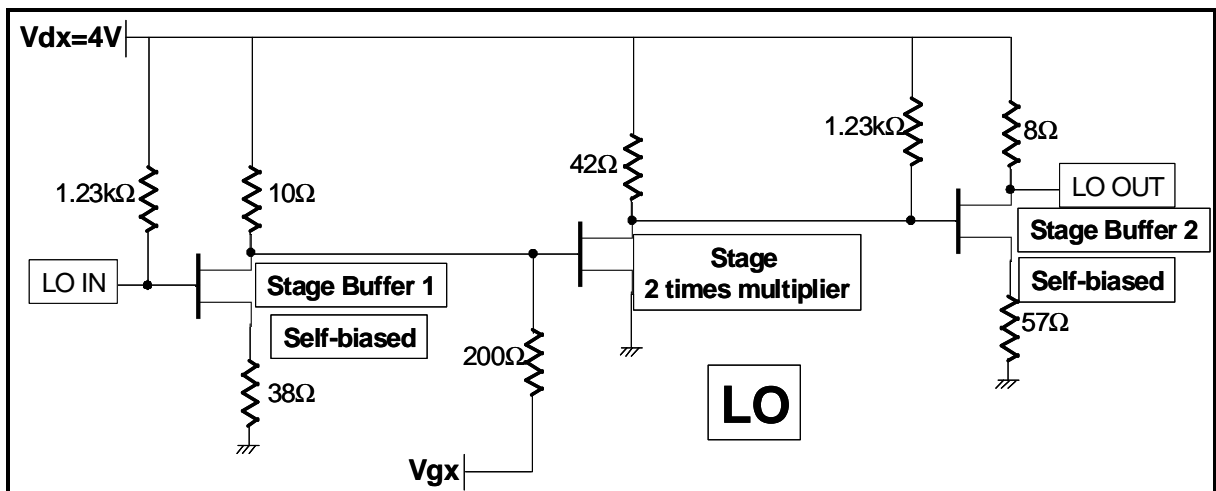 Vdx=4V
1.23kΩ
10Ω
42Ω
1.23kΩ
8Ω
LO IN
Stage Buffer 1
Self-biased
38Ω
200Ω
Vgx
Stage
2 times multiplier
LO
LO OUT
Stage Buffer 2
Self-biased
57Ω